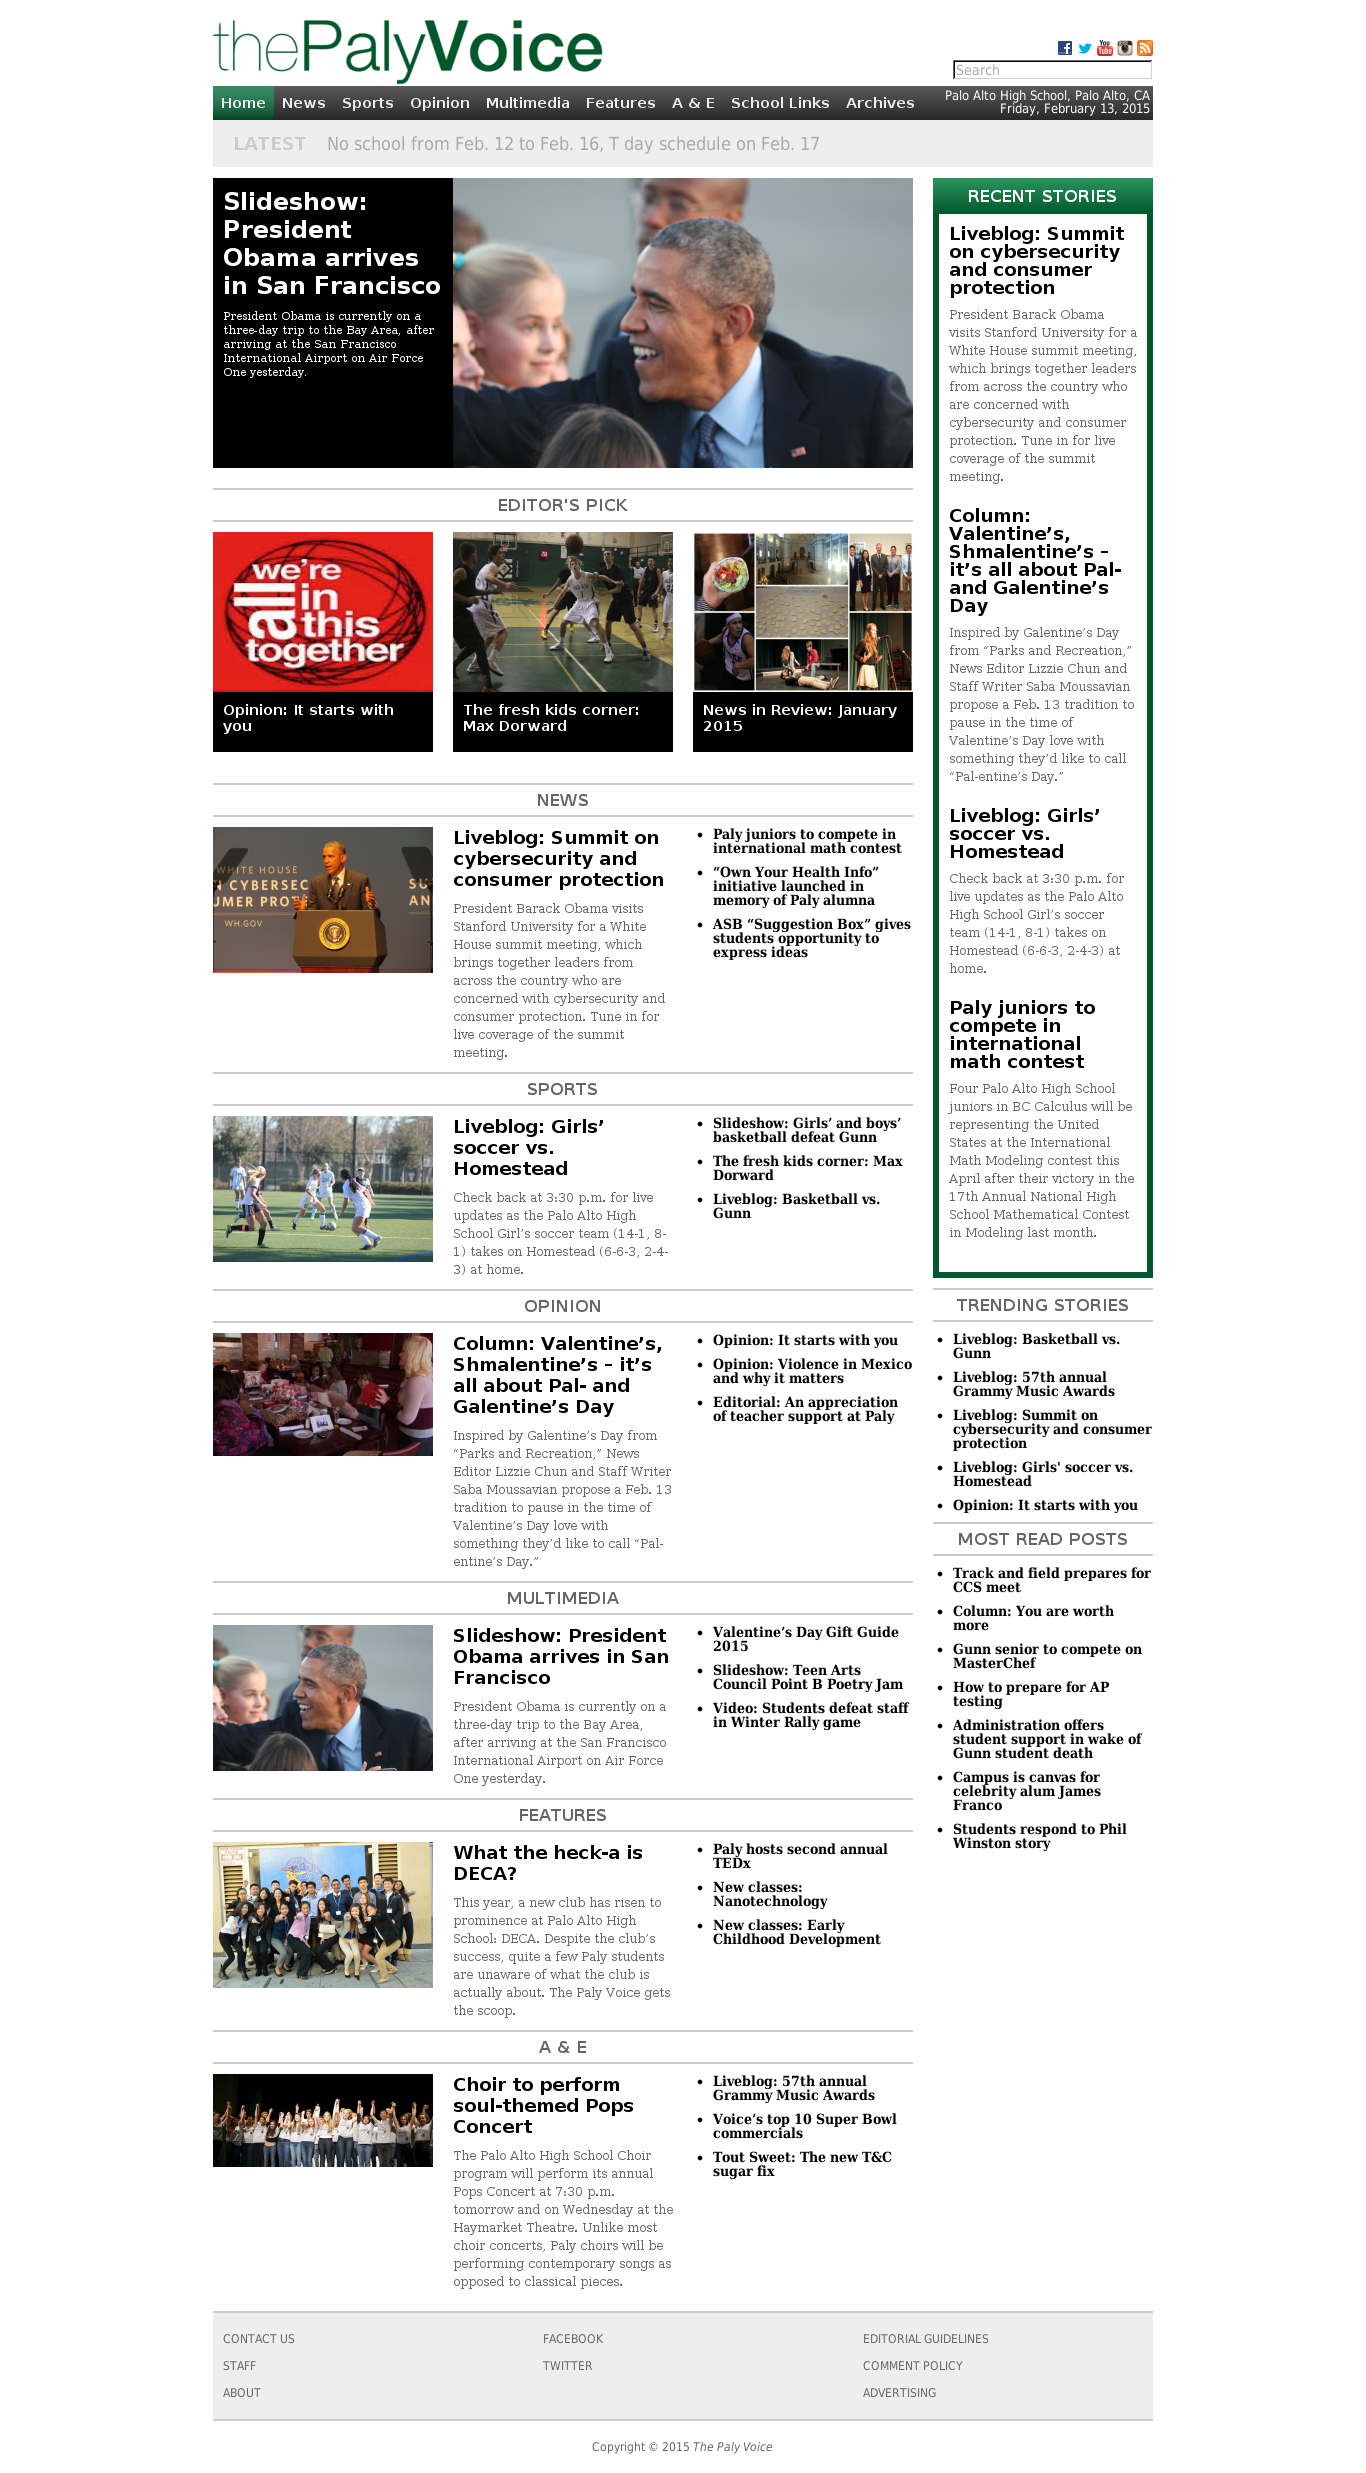 thePalyVoice
Search
Home News Sports Opinion Multimedia Features A & E School Links Archives
Palo Alto High School, Palo Alto, CA
Friday, February 13, 2015
LATEST No school from Feb. 12 to Feb. 16, T day schedule on Feb. 17
Slideshow:
President
Obama arrives
in San Francisco
President Obama is currently on a
three-day trip to the Bay Area, after
arriving at the San Francisco
International Airport on Air Force
One yesterday.
EDITOR'S PICK
we're
all in
this
together
Opinion: It starts with
you
The fresh kids corner:
Max Dorward
News in Review: January
2015
NEWS
WHITE HOUSE
N CYBERSEC
UMER PROT
WH.GOV
SU
AN
Liveblog: Summit on
cybersecurity and
consumer protection
President Barack Obama visits
Stanford University for a White
House summit meeting, which
brings together leaders from
across the country who are
concerned with cybersecurity and
consumer protection. Tune in for
live coverage of the summit
meeting.
Paly juniors to compete in
international math contest
“Own Your Health Info”
initiative launched in
memory of Paly alumna
ASB “Suggestion Box” gives
students opportunity to
express ideas
SPORTS
Liveblog: Girls’
soccer vs.
Homestead
Check back at 3:30 p.m. for live
updates as the Palo Alto High
School Girl’s soccer team (14-1, 8-
1) takes on Homestead (6-6-3, 2-4-
3) at home.
Slideshow: Girls’ and boys’
basketball defeat Gunn
The fresh kids corner: Max
Dorward
Liveblog: Basketball vs.
Gunn
OPINION
Column: Valentine’s,
Shmalentine’s – it’s
all about Pal- and
Galentine’s Day
Inspired by Galentine’s Day from
“Parks and Recreation,” News
Editor Lizzie Chun and Staff Writer
Saba Moussavian propose a Feb. 13
tradition to pause in the time of
Valentine’s Day love with
something they’d like to call “Pal-
entine’s Day.”
Opinion: It starts with you
Opinion: Violence in Mexico
and why it matters
Editorial: An appreciation
of teacher support at Paly
MULTIMEDIA
Slideshow: President
Obama arrives in San
Francisco
President Obama is currently on a
three-day trip to the Bay Area,
after arriving at the San Francisco
International Airport on Air Force
One yesterday.
Valentine’s Day Gift Guide
2015
Slideshow: Teen Arts
Council Point B Poetry Jam
Video: Students defeat staff
in Winter Rally game
FEATURES
What the heck-a is
DECA?
This year, a new club has risen to
prominence at Palo Alto High
School: DECA. Despite the club’s
success, quite a few Paly students
are unaware of what the club is
actually about. The Paly Voice gets
the scoop.
Paly hosts second annual
TEDx
New classes:
Nanotechnology
New classes: Early
Childhood Development
A & E
Choir to perform
soul-themed Pops
Concert
The Palo Alto High School Choir
program will perform its annual
Pops Concert at 7:30 p.m.
tomorrow and on Wednesday at the
Haymarket Theatre. Unlike most
choir concerts, Paly choirs will be
performing contemporary songs as
opposed to classical pieces.
Liveblog: 57th annual
Grammy Music Awards
Voice’s top 10 Super Bowl
commercials
Tout Sweet: The new T&C
sugar fix
RECENT STORIES
Liveblog: Summit
on cybersecurity
and consumer
protection
President Barack Obama
visits Stanford University for a
White House summit meeting,
which brings together leaders
from across the country who
are concerned with
cybersecurity and consumer
protection. Tune in for live
coverage of the summit
meeting.
Column:
Valentine’s,
Shmalentine’s –
it’s all about Pal-
and Galentine’s
Day
Inspired by Galentine’s Day
from “Parks and Recreation,”
News Editor Lizzie Chun and
Staff Writer Saba Moussavian
propose a Feb. 13 tradition to
pause in the time of
Valentine’s Day love with
something they’d like to call
“Pal-entine’s Day.”
Liveblog: Girls’
soccer vs.
Homestead
Check back at 3:30 p.m. for
live updates as the Palo Alto
High School Girl’s soccer
team (14-1, 8-1) takes on
Homestead (6-6-3, 2-4-3) at
home.
Paly juniors to
compete in
international
math contest
Four Palo Alto High School
juniors in BC Calculus will be
representing the United
States at the International
Math Modeling contest this
April after their victory in the
17th Annual National High
School Mathematical Contest
in Modeling last month.
TRENDING STORIES
Liveblog: Basketball vs.
Gunn
Liveblog: 57th annual
Grammy Music Awards
Liveblog: Summit on
cybersecurity and consumer
protection
Liveblog: Girls' soccer vs.
Homestead
Opinion: It starts with you
MOST READ POSTS
Track and field prepares for
CCS meet
Column: You are worth
more
Gunn senior to compete on
MasterChef
How to prepare for AP
testing
Administration offers
student support in wake of
Gunn student death
Campus is canvas for
celebrity alum James
Franco
Students respond to Phil
Winston story
CONTACT US
STAFF
ABOUT
FACEBOOK
TWITTER
EDITORIAL GUIDELINES
COMMENT POLICY
ADVERTISING
Copyright © 2015 The Paly Voice